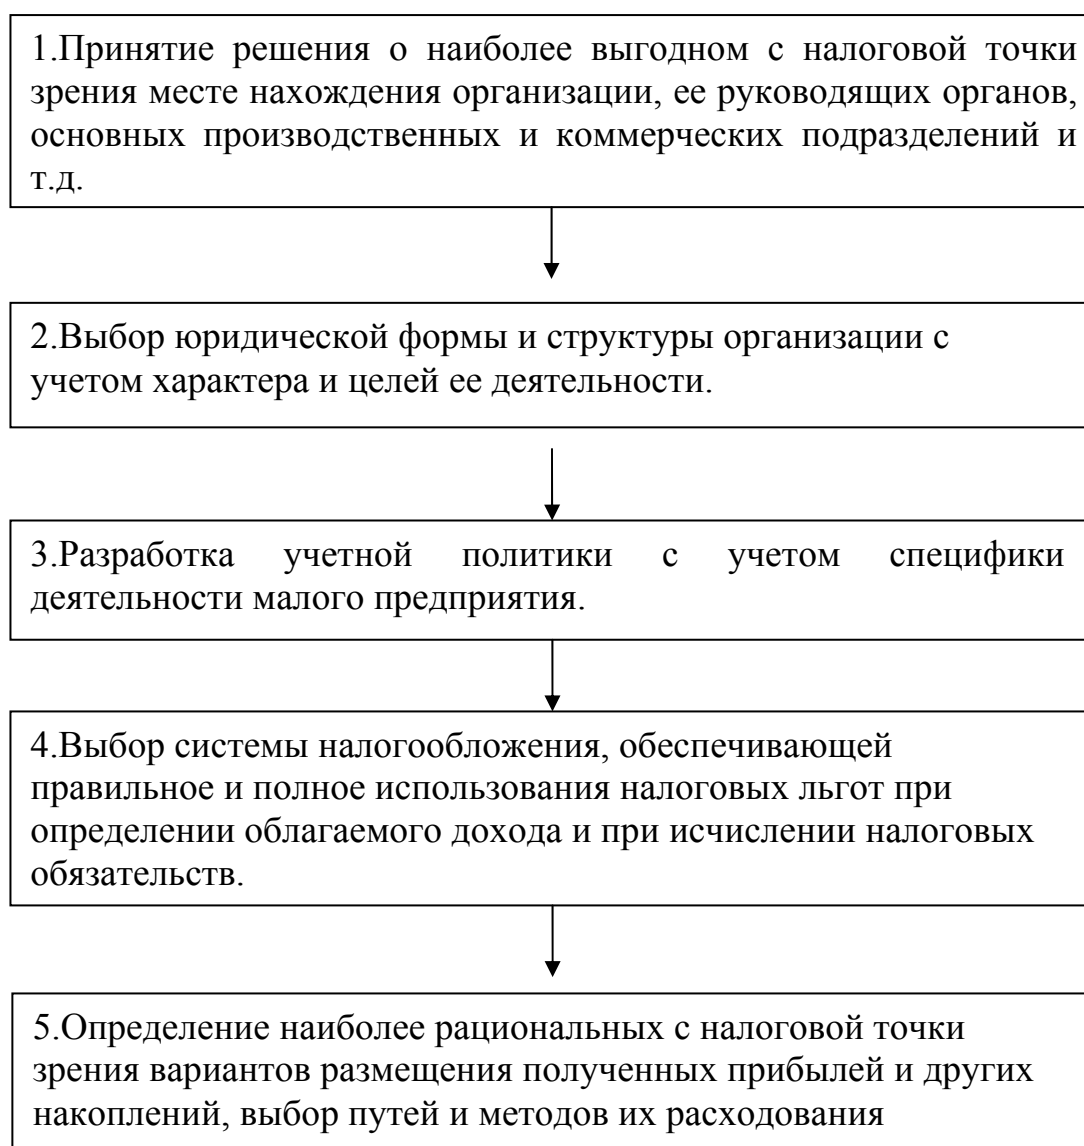 1.Принятие решения о наиболее выгодном с налоговой точки
зрения месте нахождения организации, ее руководящих органов,
основных производственных и коммерческих подразделений и
т.д.
2.Выбор юридической формы и структуры организации с
учетом характера и целей ее деятельности.
3.Разработка учетной политики с учетом специфики
деятельности малого предприятия.
4.Выбор системы налогообложения, обеспечивающей
правильное и полное использования налоговых льгот при
определении облагаемого дохода и при исчислении налоговых
обязательств.
5.Определение наиболее рациональных с налоговой точки
зрения вариантов размещения полученных прибылей и других
накоплений, выбор путей и методов их расходования